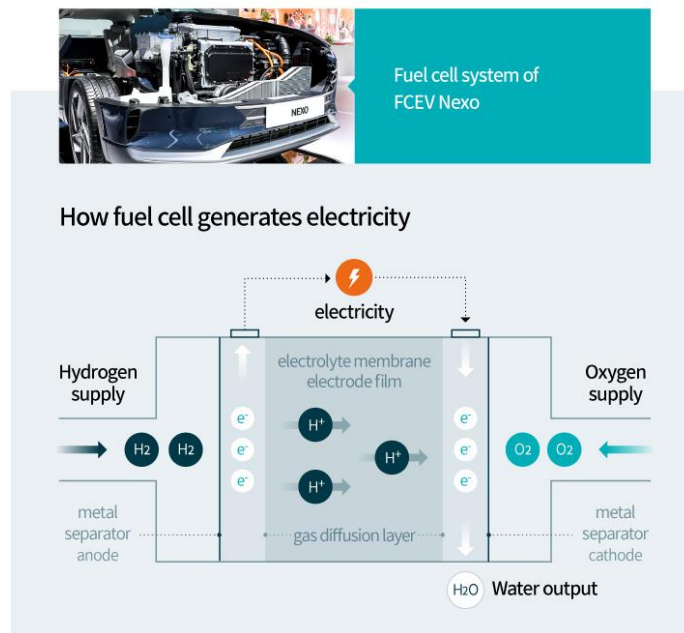 NEXO
Fuel cell system of
FCEV Nexo
How fuel cell generates electricity
electricity
electrolyte membrane
electrode film
Hydrogen
supply
Oxygen
supply
e-
e-
e-
H+
H+
H+
e-
e-
e-
H2
H2
O2
O2
metal
separator
anode
gas diffusion layer
metal
separator
cathode
H2O
Water output